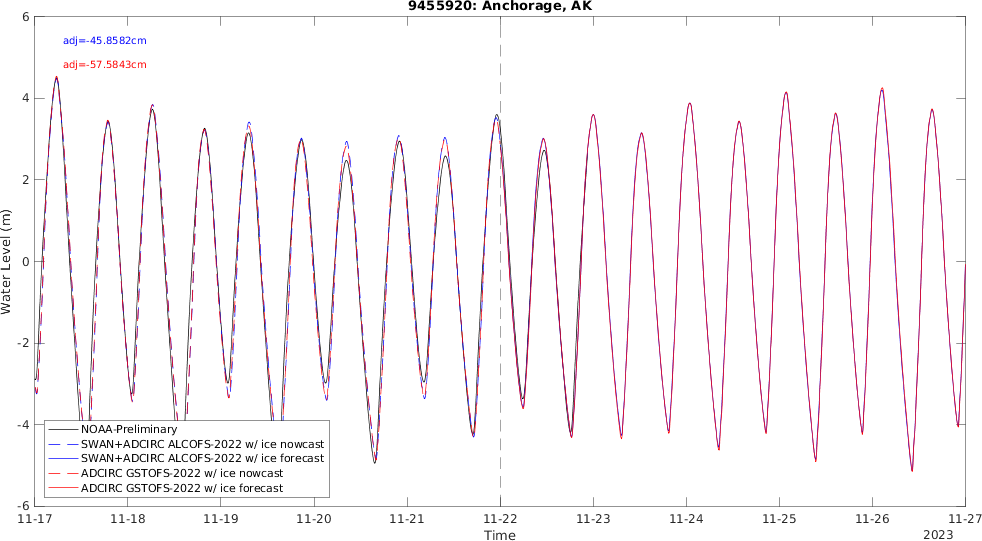 9455920: Anchorage, AK
adj=-45.8582cm
adj=-57.5843cm
Water Level (m)
6
4
2
0
-2
-4
-6
NOAA-Preliminary
SWAN+ADCIRC ALCOFS-2022 w/ ice nowcast
SWAN+ADCIRC ALCOFS-2022 w/ ice forecast
ADCIRC GSTOFS-2022 w/ ice nowcast
ADCIRC GSTOFS-2022 w/ ice forecast
11-17 11-18 11-19 11-20 11-21 11-22 11-23 11-24 11-25 11-26 11-27
Time
2023